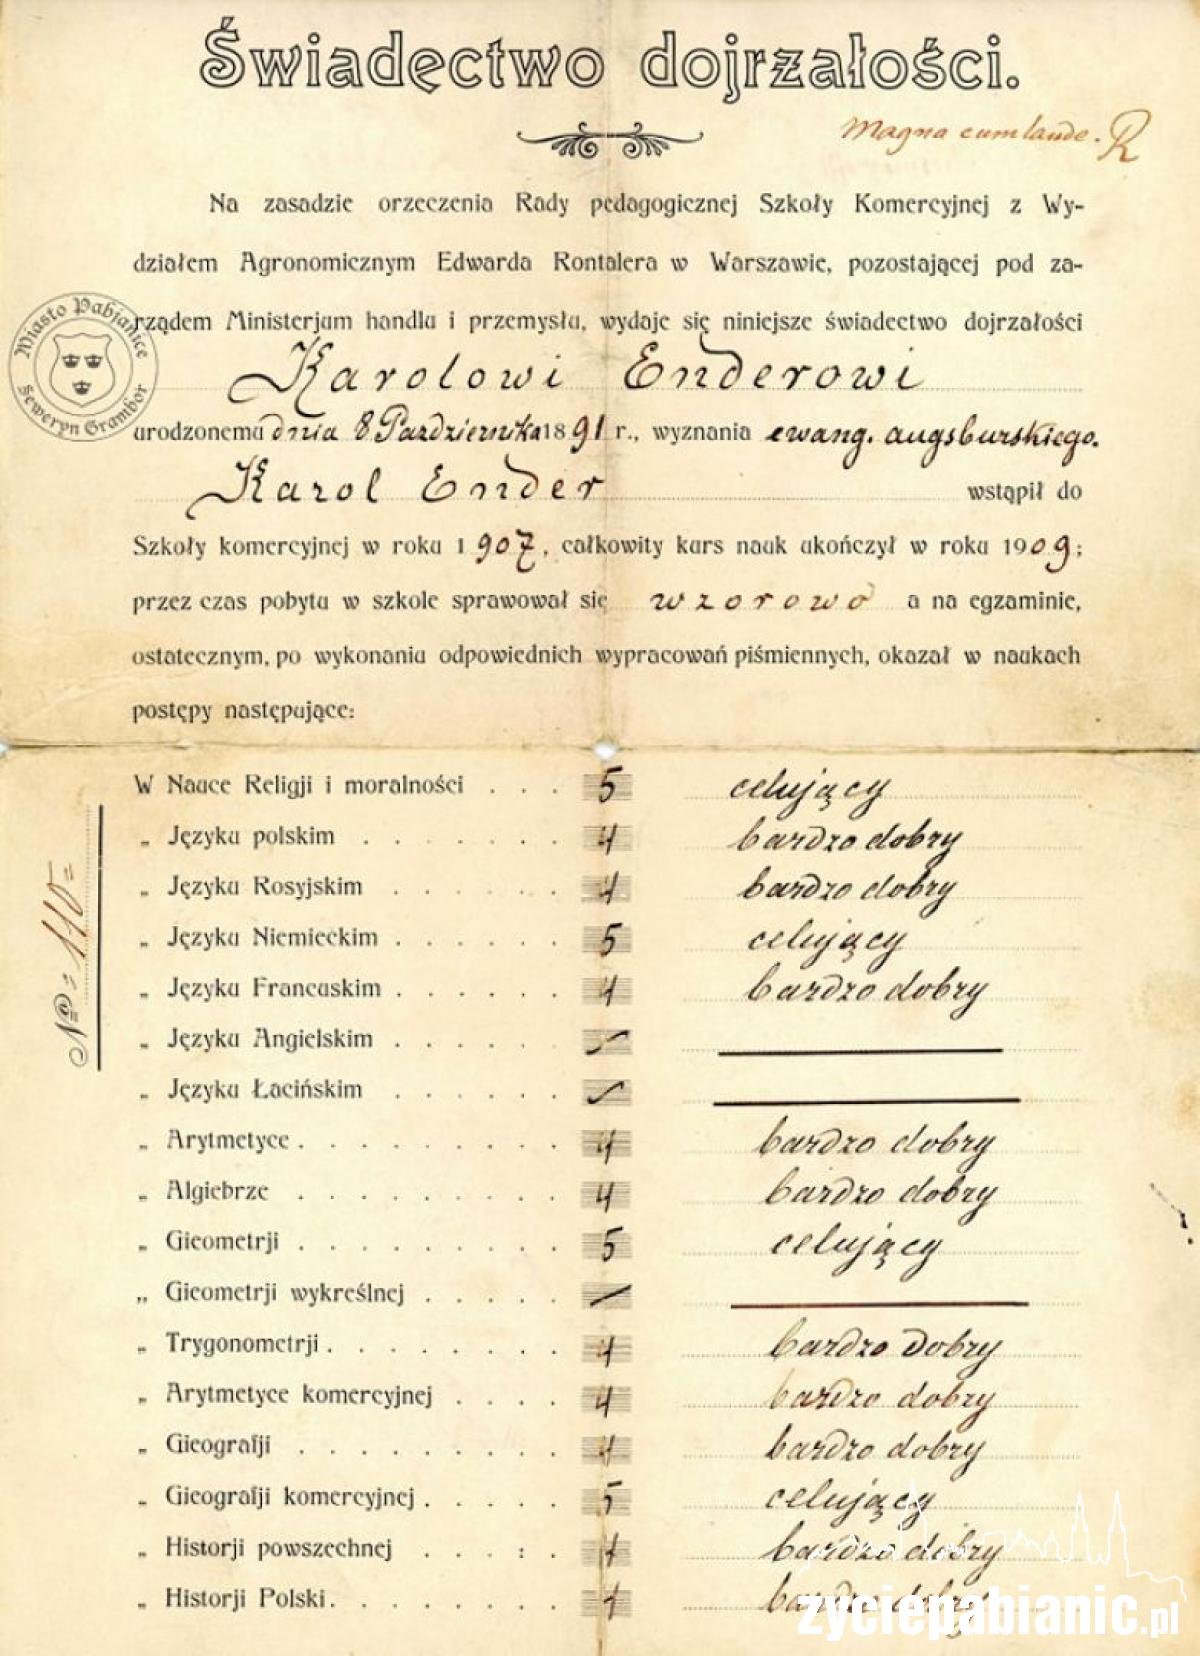 Świadectwo dojrzałości.
Magna cum laude. R
Na zasadzie orzeczenia Rady pedagogicznej Szkoły Komercyjnej z Wy-
działem Agronomicznym Edwarda Rontalera w Warszawie, pozostającej pod za-
rządem Ministerjum handlu i przemysłu, wydaje się niniejsze świadectwo dojrzałości
Miasto Pabjanice
Seweryn Grambor
Karolowi Enderowi
urodzonemu dnia 8 Października 1891 r., wyznania ewang. augsburskiego.
Karol Ender wstąpił do
Szkoły komercyjnej w roku 1907, całkowity kurs nauk ukończył w roku 1909;
przez czas pobytu w szkole sprawował się wzorowo a na egzaminie,
ostatecznym, po wykonaniu odpowiednich wypracowań piśmiennych, okazał w naukach
postępy następujące:
№ 110
W Nauce Religji i moralności . . . 5 celujący
„ Języku polskim . . . . . . . 4 bardzo dobry
„ Języku Rosyjskim . . . . . . 4 bardzo dobry
„ Języku Niemieckim . . . . . . 5 celujący
„ Języku Francuskim . . . . . . 4 bardzo dobry
„ Języku Angielskim . . . . . .
„ Języku Łacińskim . . . . . .
„ Arytmetyce . . . . . . . . . 4 bardzo dobry
„ Algiebrze . . . . . . . . . 4 bardzo dobry
„ Gieometrji . . . . . . . . . 5 celujący
„ Gieometrji wykreślnej . . . . .
„ Trygonometrji . . . . . . . . 4 bardzo dobry
„ Arytmetyce komercyjnej . . . . 4 bardzo dobry
„ Gieografji . . . . . . . . . 4 bardzo dobry
„ Gieografji komercyjnej . . . . . 5 celujący
„ Historji powszechnej . . . : . 4 bardzo dobry
„ Historji Polski . . . . . . . . 4 bardzo dobry
życiepabianic.pl